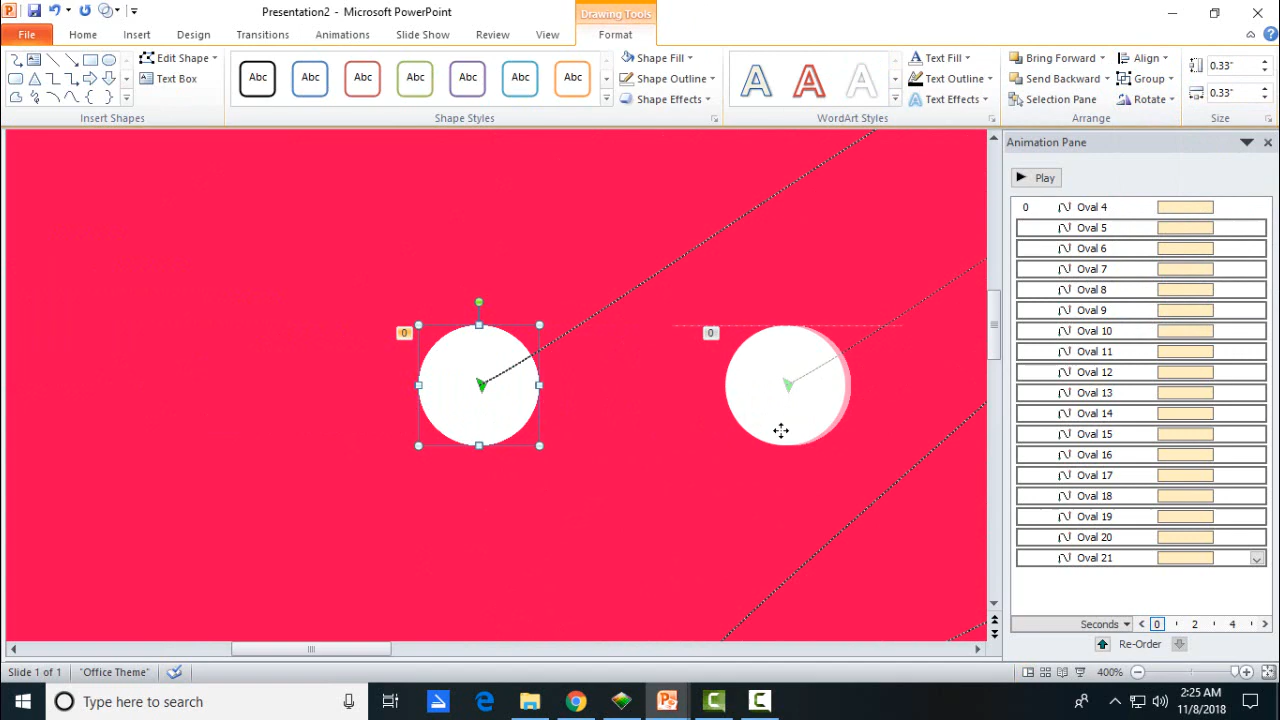 Presentation2 - Microsoft PowerPoint
Drawing Tools
File Home Insert Design Transitions Animations Slide Show Review View Format
Edit Shape
Text Box
Insert Shapes
Abc Abc Abc Abc Abc Abc Abc
Shape Fill
Shape Outline
Shape Effects
Shape Styles
A A A
Text Fill
Text Outline
Text Effects
WordArt Styles
Bring Forward
Send Backward
Selection Pane
Align
Group
Rotate
Arrange
0.33"
0.33"
Size
0
0
Animation Pane
Play
0 Oval 4
Oval 5
Oval 6
Oval 7
Oval 8
Oval 9
Oval 10
Oval 11
Oval 12
Oval 13
Oval 14
Oval 15
Oval 16
Oval 17
Oval 18
Oval 19
Oval 20
Oval 21
Seconds 0 2 4
Re-Order
Slide 1 of 1 "Office Theme" 400%
Type here to search
2:25 AM
11/8/2018